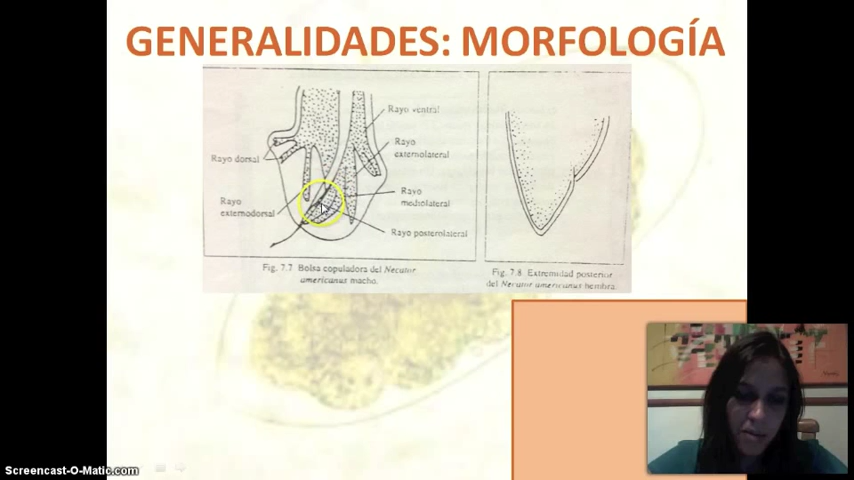 GENERALIDADES: MORFOLOGÍA
Rayo ventral
Rayo
externolateral
Rayo dorsal
Rayo
mediolateral
Rayo
externodorsal
Rayo posterolateral
Fig. 7.7 Bolsa copuladora del Necator
americanus macho.
Fig. 7.8 Extremidad posterior
del Necator americanus hembra.
Screencast-O-Matic.com